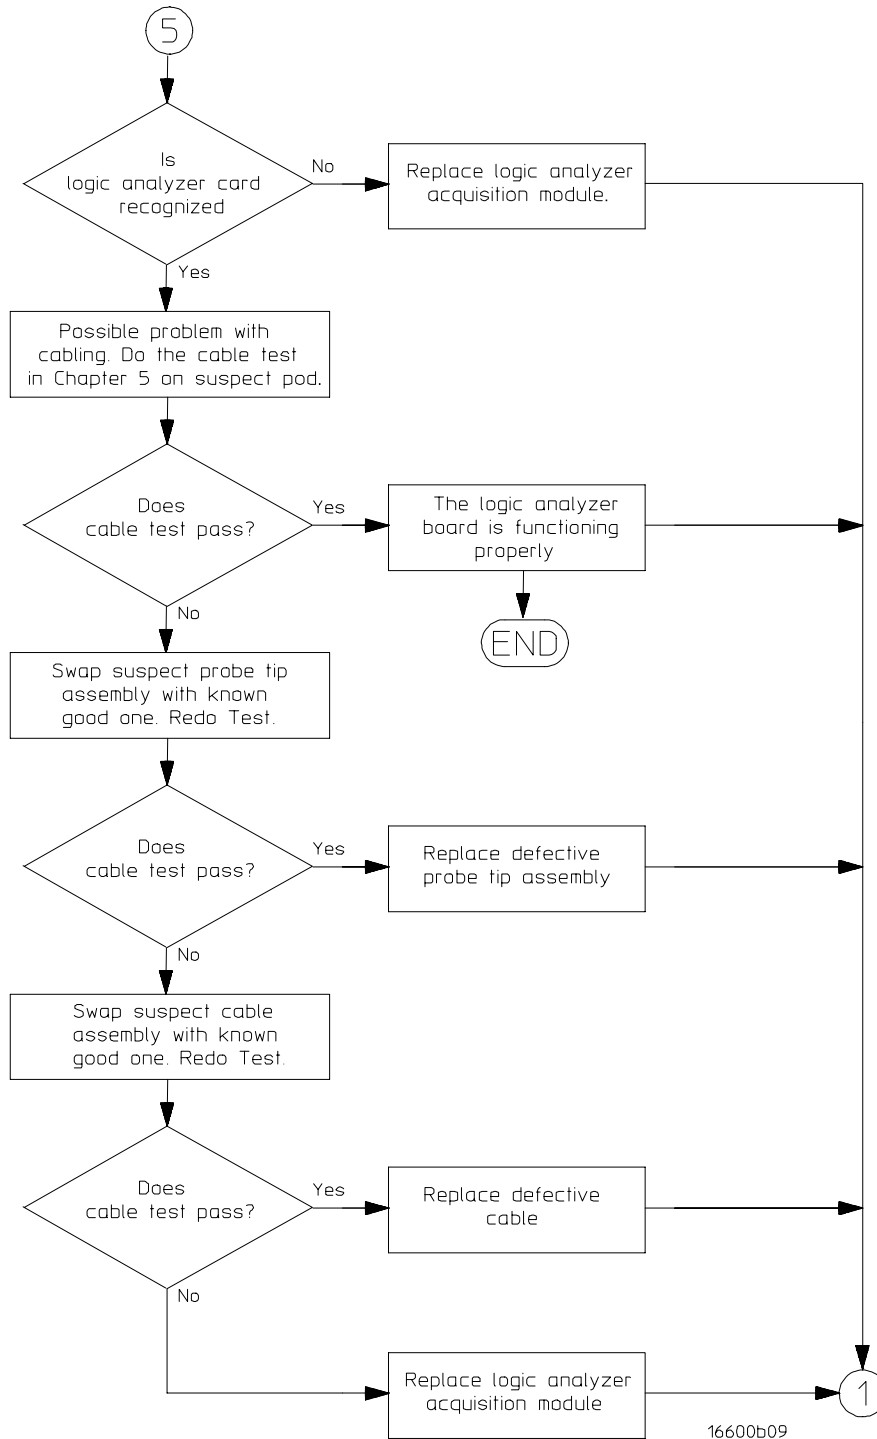 5
Is
logic analyzer card
recognized
No
Replace logic analyzer
acquisition module.
Yes
Possible problem with
cabling. Do the cable test
in Chapter 5 on suspect pod.
Does
cable test pass?
Yes
The logic analyzer
board is functioning
properly
No
END
Swap suspect probe tip
assembly with known
good one. Redo Test.
Does
cable test pass?
Yes
Replace defective
probe tip assembly
No
Swap suspect cable
assembly with known
good one. Redo Test.
Does
cable test pass?
Yes
Replace defective
cable
No
Replace logic analyzer
acquisition module
1
16600b09